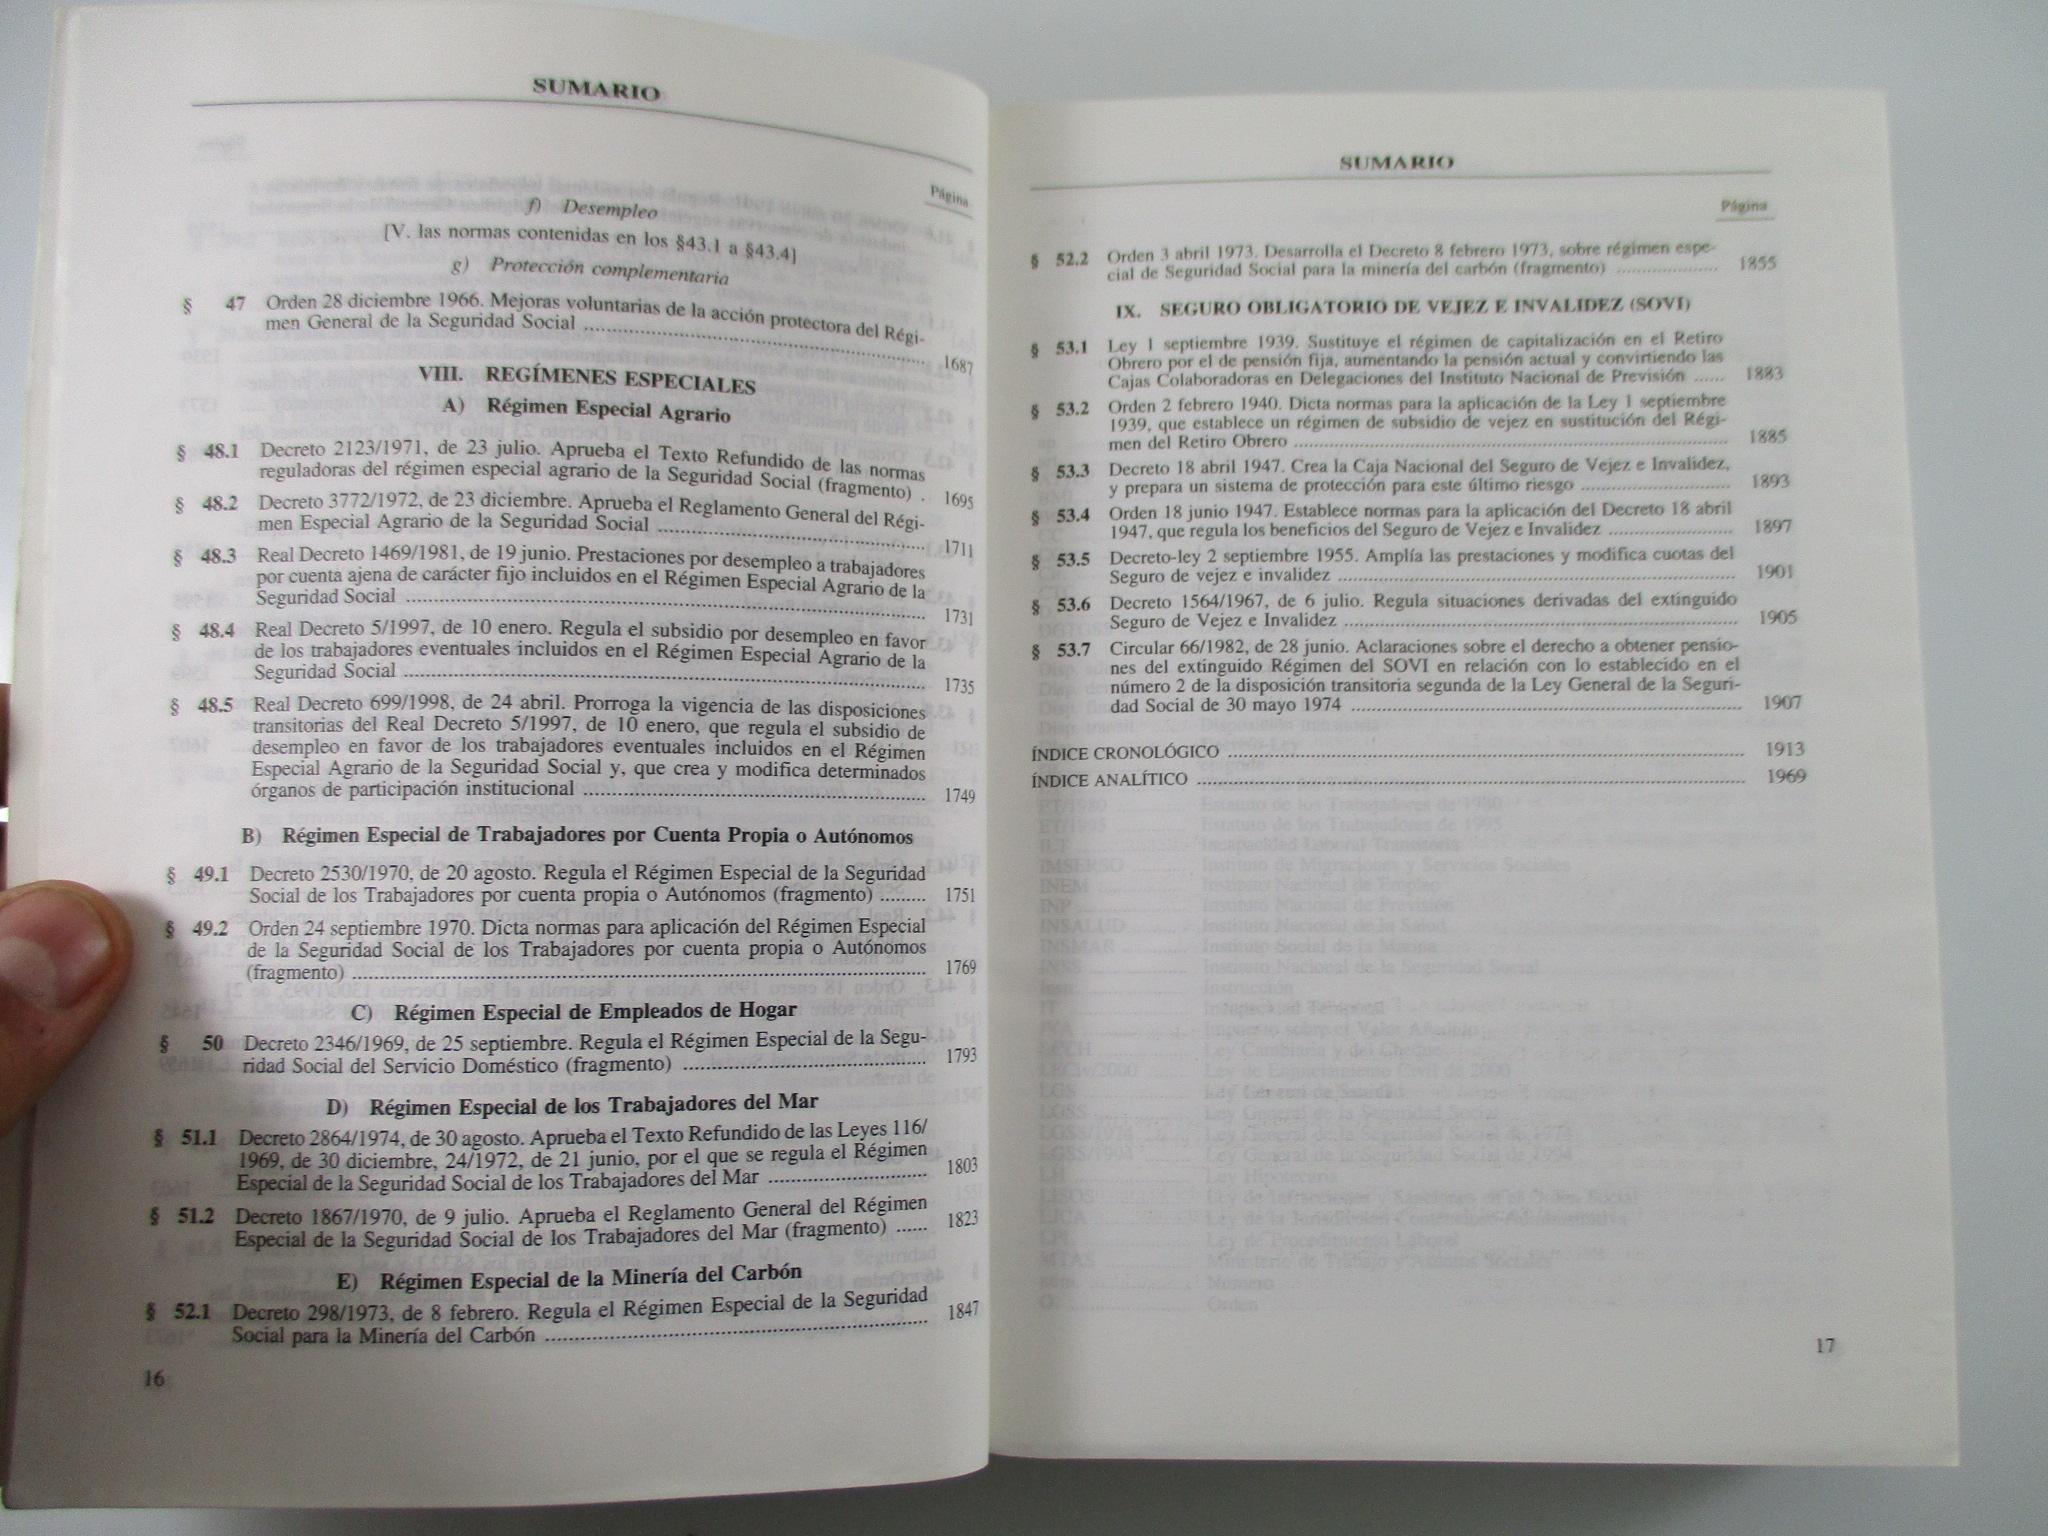 SUMARIO
Página
f) Desempleo
[V. las normas contenidas en los §43.1 a §43.4]
g) Protección complementaria
§ 47 Orden 28 diciembre 1966. Mejoras voluntarias de la acción protectora del Régi-
men General de la Seguridad Social ........ 1687
VIII. REGÍMENES ESPECIALES
A) Régimen Especial Agrario
§ 48.1 Decreto 2123/1971, de 23 julio. Aprueba el Texto Refundido de las normas
reguladoras del régimen especial agrario de la Seguridad Social (fragmento) . 1695
§ 48.2 Decreto 3772/1972, de 23 diciembre. Aprueba el Reglamento General del Régi-
men Especial Agrario de la Seguridad Social ........ 1711
§ 48.3 Real Decreto 1469/1981, de 19 junio. Prestaciones por desempleo a trabajadores
por cuenta ajena de carácter fijo incluidos en el Régimen Especial Agrario de la
Seguridad Social ........ 1731
§ 48.4 Real Decreto 5/1997, de 10 enero. Regula el subsidio por desempleo en favor
de los trabajadores eventuales incluidos en el Régimen Especial Agrario de la
Seguridad Social ........ 1735
§ 48.5 Real Decreto 699/1998, de 24 abril. Prorroga la vigencia de las disposiciones
transitorias del Real Decreto 5/1997, de 10 enero, que regula el subsidio de
desempleo en favor de los trabajadores eventuales incluidos en el Régimen
Especial Agrario de la Seguridad Social y, que crea y modifica determinados
órganos de participación institucional ........ 1749
B) Régimen Especial de Trabajadores por Cuenta Propia o Autónomos
§ 49.1 Decreto 2530/1970, de 20 agosto. Regula el Régimen Especial de la Seguridad
Social de los Trabajadores por cuenta propia o Autónomos (fragmento) ........ 1751
§ 49.2 Orden 24 septiembre 1970. Dicta normas para aplicación del Régimen Especial
de la Seguridad Social de los Trabajadores por cuenta propia o Autónomos
(fragmento) ........ 1769
C) Régimen Especial de Empleados de Hogar
§ 50 Decreto 2346/1969, de 25 septiembre. Regula el Régimen Especial de la Segu-
ridad Social del Servicio Doméstico (fragmento) ........ 1793
D) Régimen Especial de los Trabajadores del Mar
§ 51.1 Decreto 2864/1974, de 30 agosto. Aprueba el Texto Refundido de las Leyes 116/
1969, de 30 diciembre, 24/1972, de 21 junio, por el que se regula el Régimen
Especial de la Seguridad Social de los Trabajadores del Mar ........ 1803
§ 51.2 Decreto 1867/1970, de 9 julio. Aprueba el Reglamento General del Régimen
Especial de la Seguridad Social de los Trabajadores del Mar (fragmento) ...... 1823
E) Régimen Especial de la Minería del Carbón
§ 52.1 Decreto 298/1973, de 8 febrero. Regula el Régimen Especial de la Seguridad
Social para la Minería del Carbón ........ 1847
16
SUMARIO
Página
§ 52.2 Orden 3 abril 1973. Desarrolla el Decreto 8 febrero 1973, sobre régimen espe-
cial de Seguridad Social para la minería del carbón (fragmento) ........ 1855
IX. SEGURO OBLIGATORIO DE VEJEZ E INVALIDEZ (SOVI)
§ 53.1 Ley 1 septiembre 1939. Sustituye el régimen de capitalización en el Retiro
Obrero por el de pensión fija, aumentando la pensión actual y convirtiendo las
Cajas Colaboradoras en Delegaciones del Instituto Nacional de Previsión ...... 1883
§ 53.2 Orden 2 febrero 1940. Dicta normas para la aplicación de la Ley 1 septiembre
1939, que establece un régimen de subsidio de vejez en sustitución del Régi-
men del Retiro Obrero ........ 1885
§ 53.3 Decreto 18 abril 1947. Crea la Caja Nacional del Seguro de Vejez e Invalidez,
y prepara un sistema de protección para este último riesgo ........ 1893
§ 53.4 Orden 18 junio 1947. Establece normas para la aplicación del Decreto 18 abril
1947, que regula los beneficios del Seguro de Vejez e Invalidez ........ 1897
§ 53.5 Decreto-ley 2 septiembre 1955. Amplía las prestaciones y modifica cuotas del
Seguro de vejez e invalidez ........ 1901
§ 53.6 Decreto 1564/1967, de 6 julio. Regula situaciones derivadas del extinguido
Seguro de Vejez e Invalidez ........ 1905
§ 53.7 Circular 66/1982, de 28 junio. Aclaraciones sobre el derecho a obtener pensio-
nes del extinguido Régimen del SOVI en relación con lo establecido en el
número 2 de la disposición transitoria segunda de la Ley General de la Seguri-
dad Social de 30 mayo 1974 ........ 1907
ÍNDICE CRONOLÓGICO ........ 1913
ÍNDICE ANALÍTICO ........ 1969
17